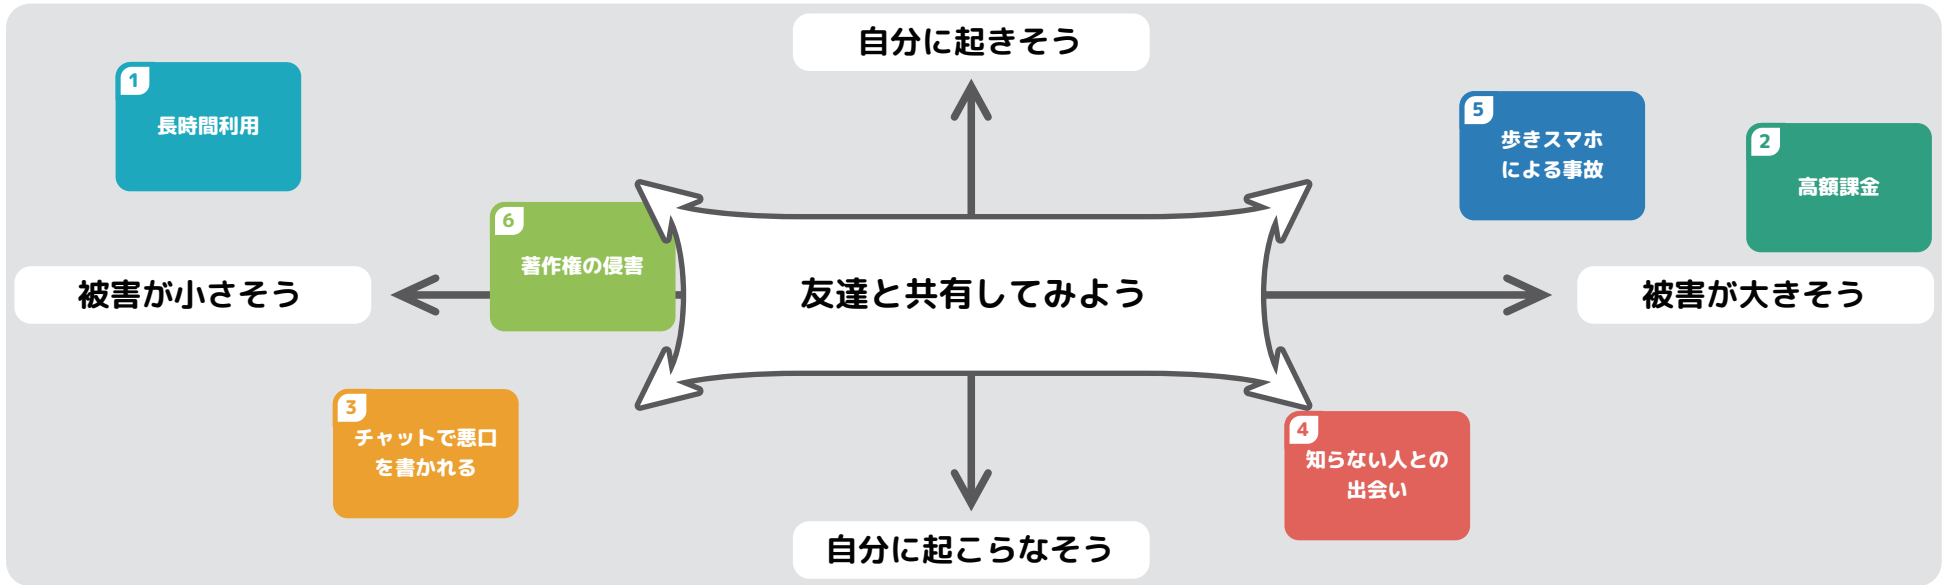 自分に起きそう
1
長時間利用
5
歩きスマホ
による事故
2
高額課金
6
著作権の侵害
被害が小さそう
友達と共有してみよう
被害が大きそう
3
チャットで悪口
を書かれる
4
知らない人との
出会い
自分に起こらなそう